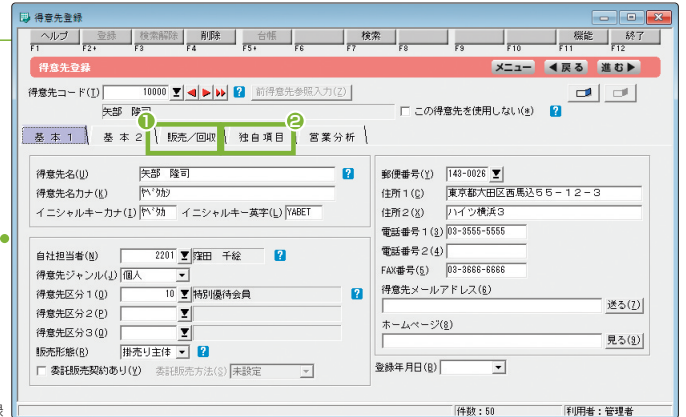 得意先登録
ヘルプ 登録 検索解除 削除 台帳 検索 機能 終了
F1 F2+ F3 F4 F5+ F6 F7 F8 F9 F10 F11 F12
得意先登録 メニュー ◀戻る 進む▶
得意先コード(T) 10000 ? 前得意先参照入力(Z)
矢部 隆司 □ この得意先を使用しない(*) ?
❶ ❷
基本1 基本2 販売/回収 独自項目 営業分析
得意先名(U) 矢部 隆司 ?
得意先名カナ(K) ﾔﾍﾞﾀｶｼ
イニシャルキーカナ(I) ﾔﾍﾞﾀｶ イニシャルキー英字(L) YABET
自社担当者(N) 2201 窪田 千絵 ?
得意先ジャンル(J) 個人
得意先区分1(O) 10 特別優待会員 ?
得意先区分2(P)
得意先区分3(Q)
販売形態(R) 掛売り主体 ?
□ 委託販売契約あり(Y) 委託販売方法(S) 未設定
郵便番号(Y) 143-0026
住所1(C) 東京都大田区西馬込55-12-3
住所2(X) ハイツ横浜3
電話番号1(3) 03-3555-5555
電話番号2(4)
FAX番号(5) 03-3666-6666
得意先メールアドレス(6)
送る(7)
ホームページ(8)
見る(9)
登録年月日(B)
件数:50 利用者:管理者